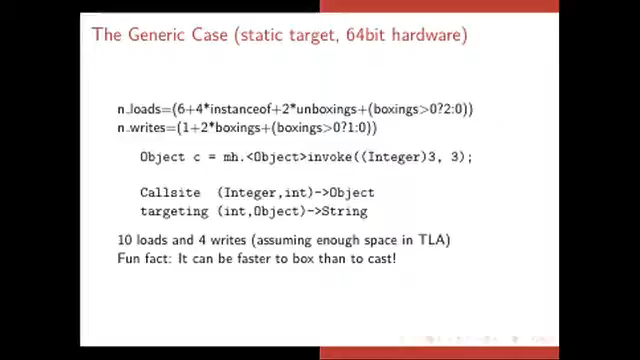 The Generic Case (static target, 64bit hardware)
n_loads=(6+4*instanceof+2*unboxings+(boxings>0?2:0))
n_writes=(1+2*boxings+(boxings>0?1:0))
Object c = mh.<Object>invoke((Integer)3, 3);
Callsite (Integer,int)->Object
targeting (int,Object)->String
10 loads and 4 writes (assuming enough space in TLA)
Fun fact: It can be faster to box than to cast!